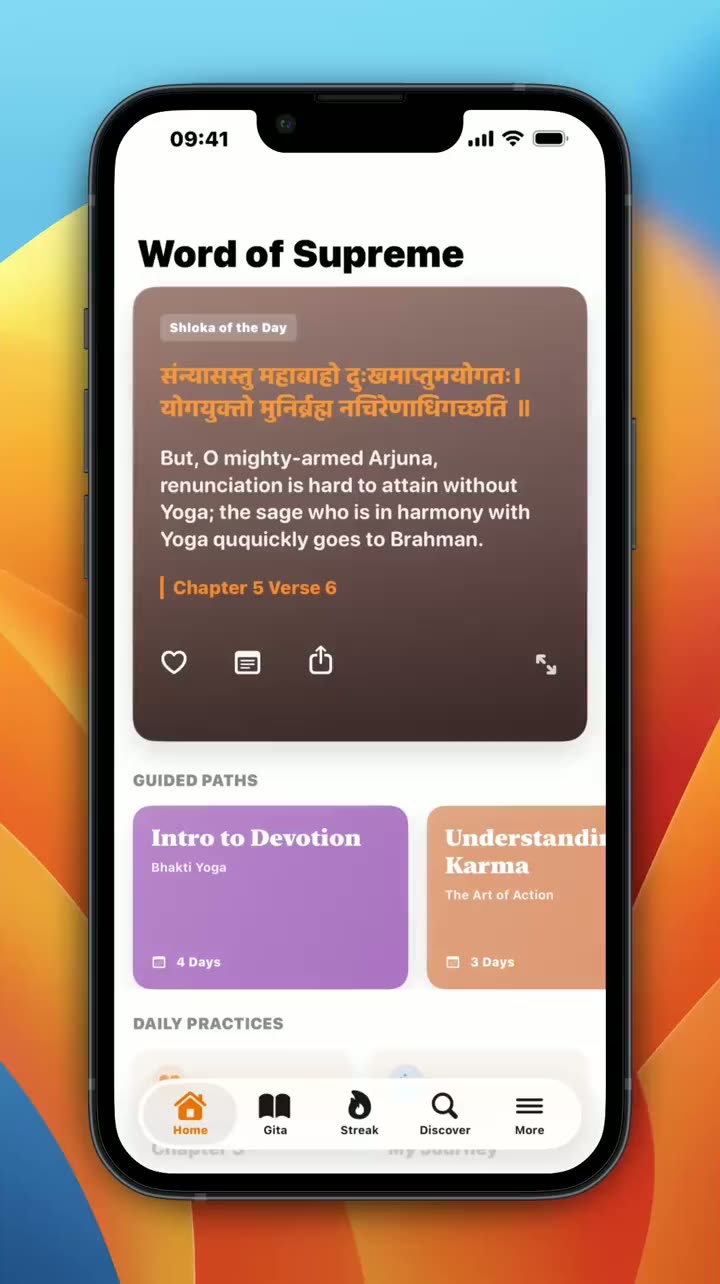 09:41
Word of Supreme
Shloka of the Day
संन्यासस्तु महाबाहो दुःखमाप्तुमयोगतः।
योगयुक्तो मुनिर्ब्रह्म नचिरेणाधिगच्छति ॥
But, O mighty-armed Arjuna,
renunciation is hard to attain without
Yoga; the sage who is in harmony with
Yoga ququickly goes to Brahman.
Chapter 5 Verse 6
GUIDED PATHS
Intro to Devotion
Bhakti Yoga
4 Days
Understandin
Karma
The Art of Action
3 Days
DAILY PRACTICES
Home
Gita
Streak
Discover
More
My Journey